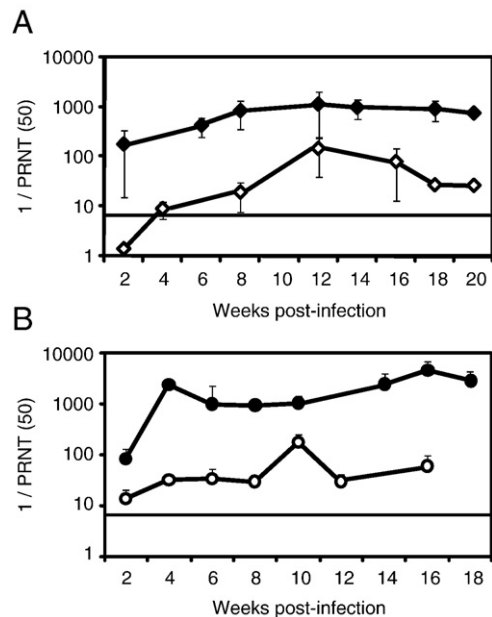 A
10000
1000
100
10
1
1 / PRNT (50)
2 4 6 8 10 12 14 16 18 20
Weeks post-infection
B
10000
1000
100
10
1
1 / PRNT (50)
2 4 6 8 10 12 14 16 18
Weeks post-infection